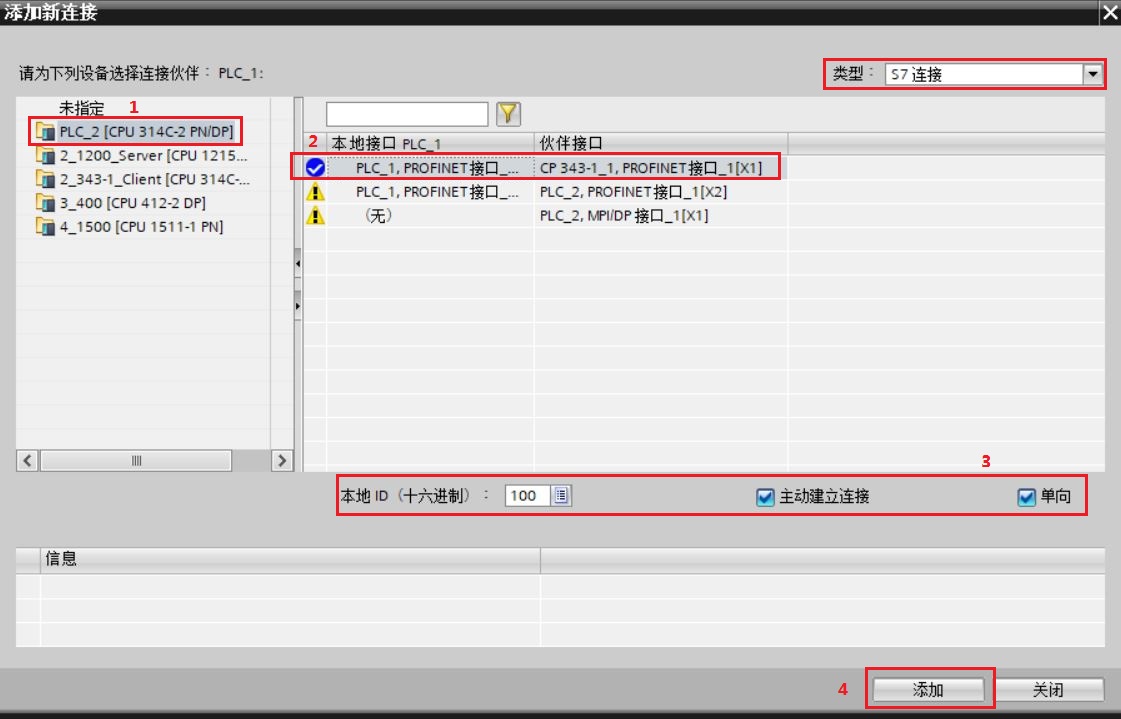 添加新连接
请为下列设备选择连接伙伴： PLC_1:
类型： S7 连接
未指定 1
PLC_2 [CPU 314C-2 PN/DP]
2_1200_Server [CPU 1215...
2_343-1_Client [CPU 314C-...
3_400 [CPU 412-2 DP]
4_1500 [CPU 1511-1 PN]
2 本地接口 PLC_1 伙伴接口
PLC_1, PROFINET接口_... CP 343-1_1, PROFINET接口_1[X1]
PLC_1, PROFINET接口_... PLC_2, PROFINET接口_1[X2]
（无） PLC_2, MPI/DP 接口_1[X1]
3
本地 ID（十六进制）： 100 主动建立连接 单向
信息
4 添加 关闭